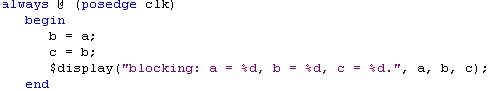 always @ (posedge clk)
begin
b = a;
c = b;
$display("blocking: a = %d, b = %d, c = %d.", a, b, c);
end